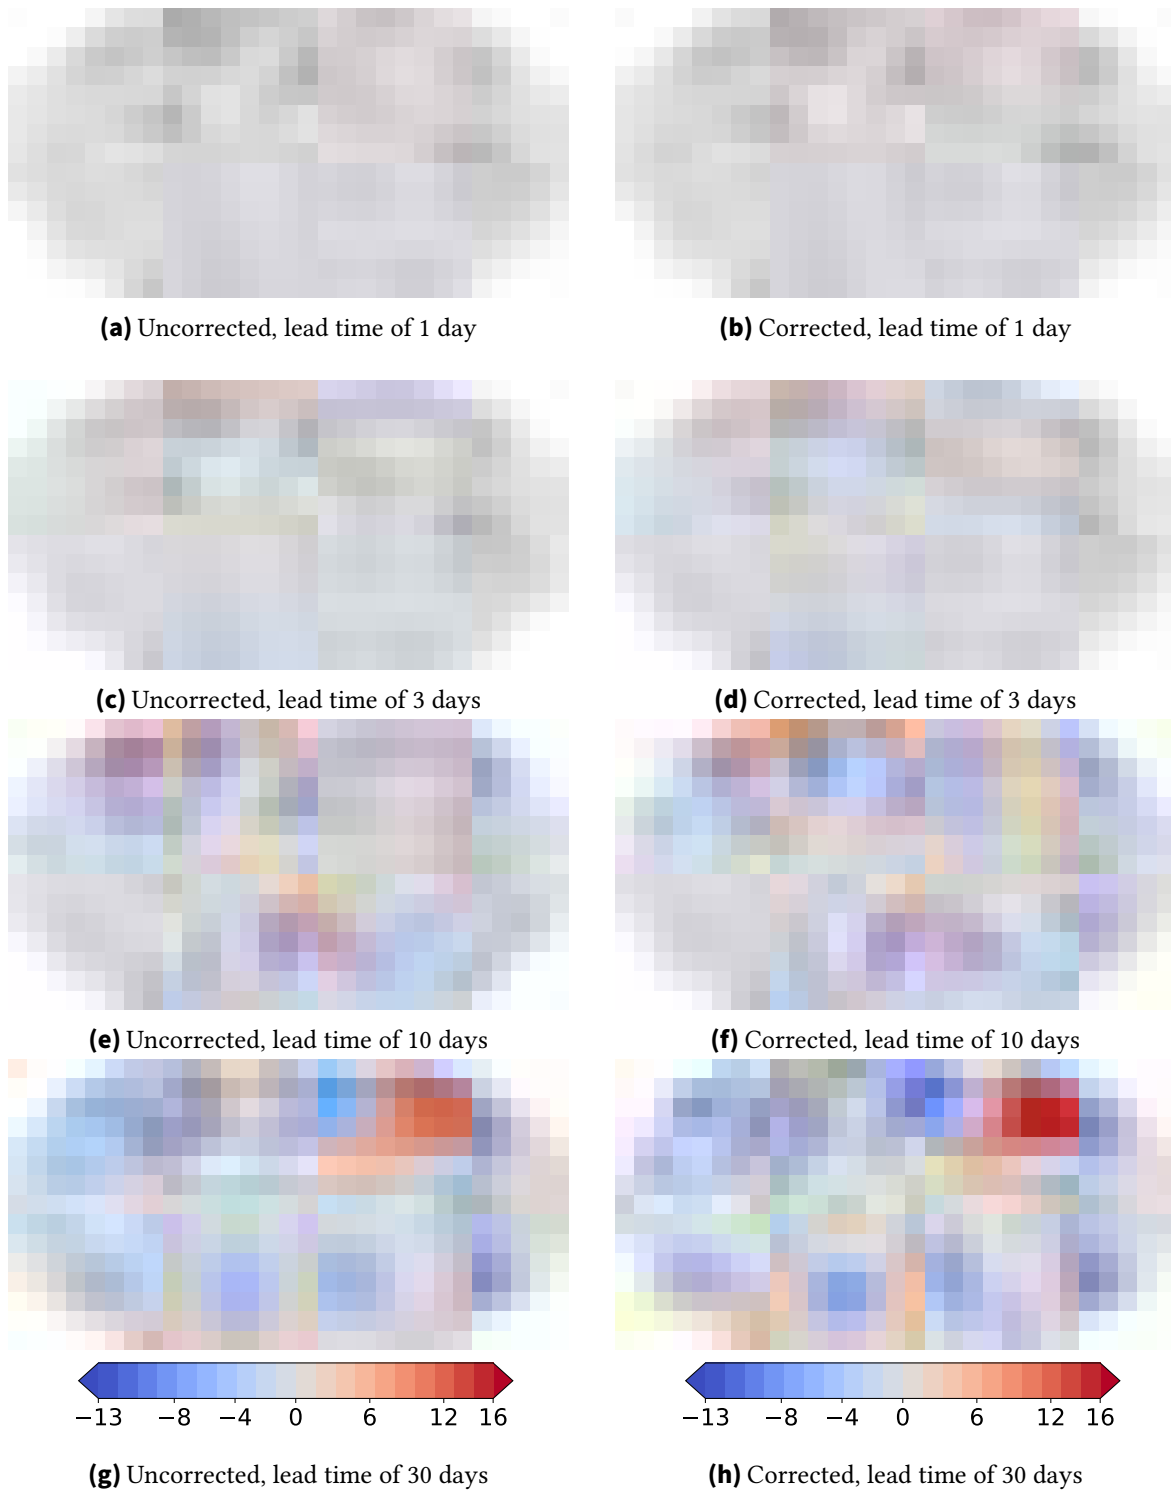 (a) Uncorrected, lead time of 1 day
(b) Corrected, lead time of 1 day
(c) Uncorrected, lead time of 3 days
(d) Corrected, lead time of 3 days
(e) Uncorrected, lead time of 10 days
(f) Corrected, lead time of 10 days
−13 −8 −4 0 6 12 16
−13 −8 −4 0 6 12 16
(g) Uncorrected, lead time of 30 days
(h) Corrected, lead time of 30 days